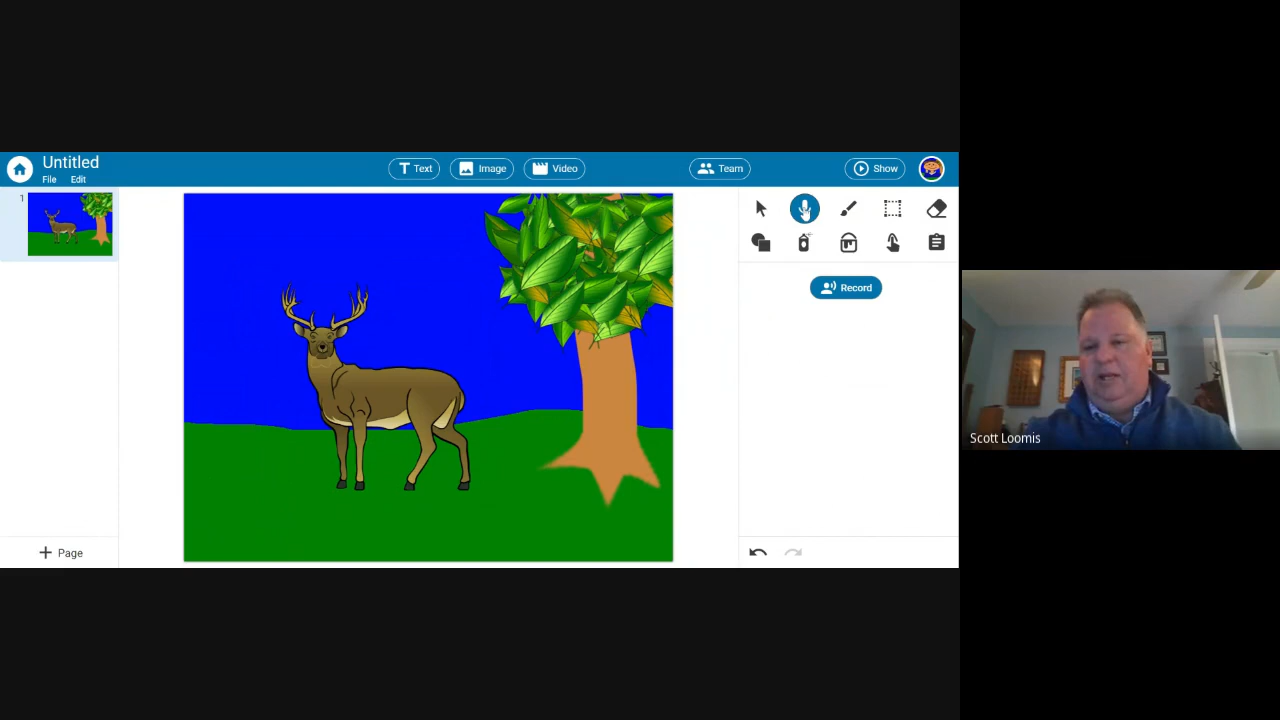 Untitled
File Edit
Text
Image
Video
Team
Show
1
Record
Page
Scott Loomis